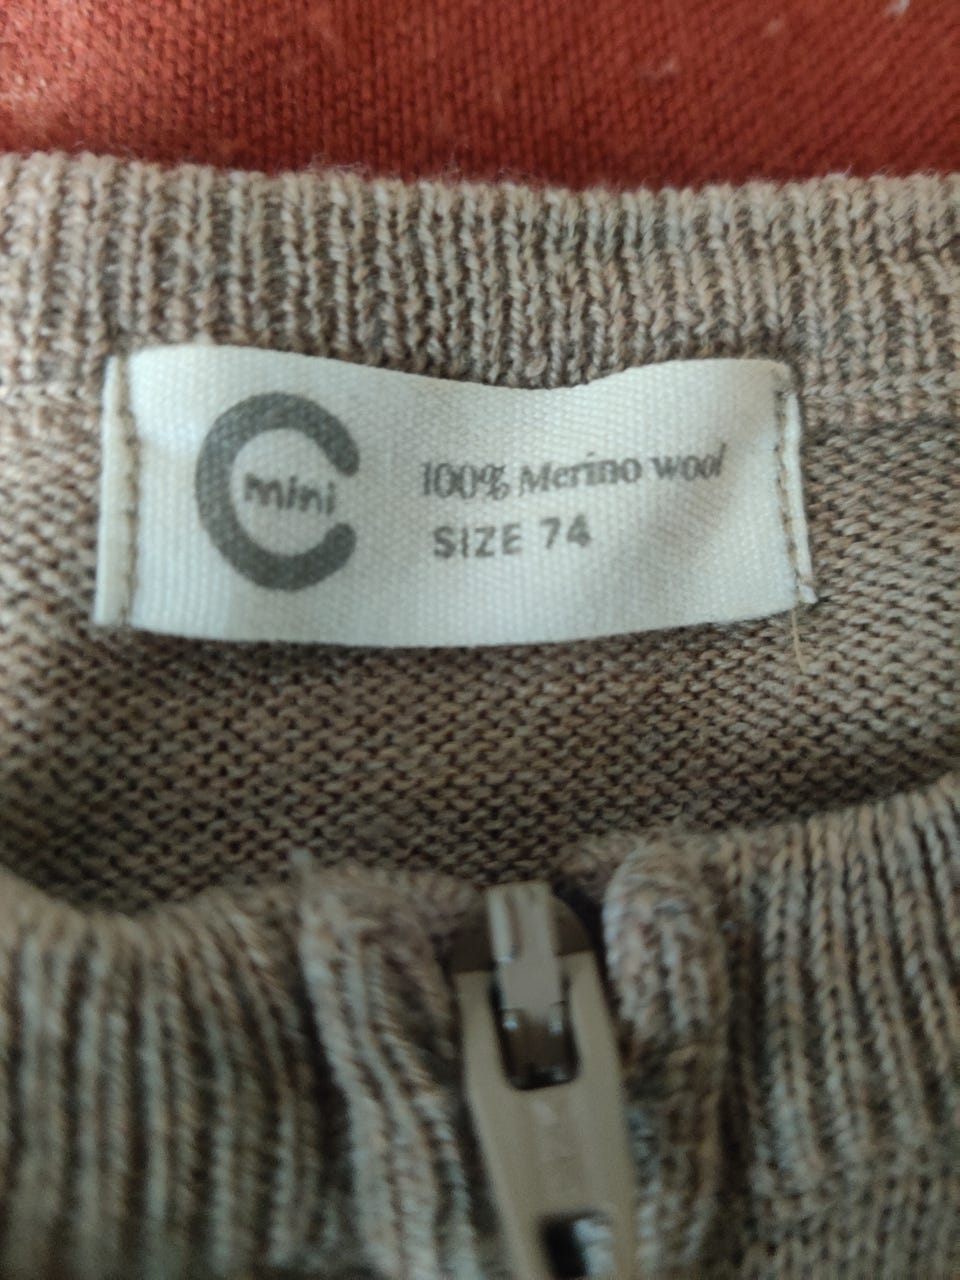 mini
100% Merino wool
SIZE 74